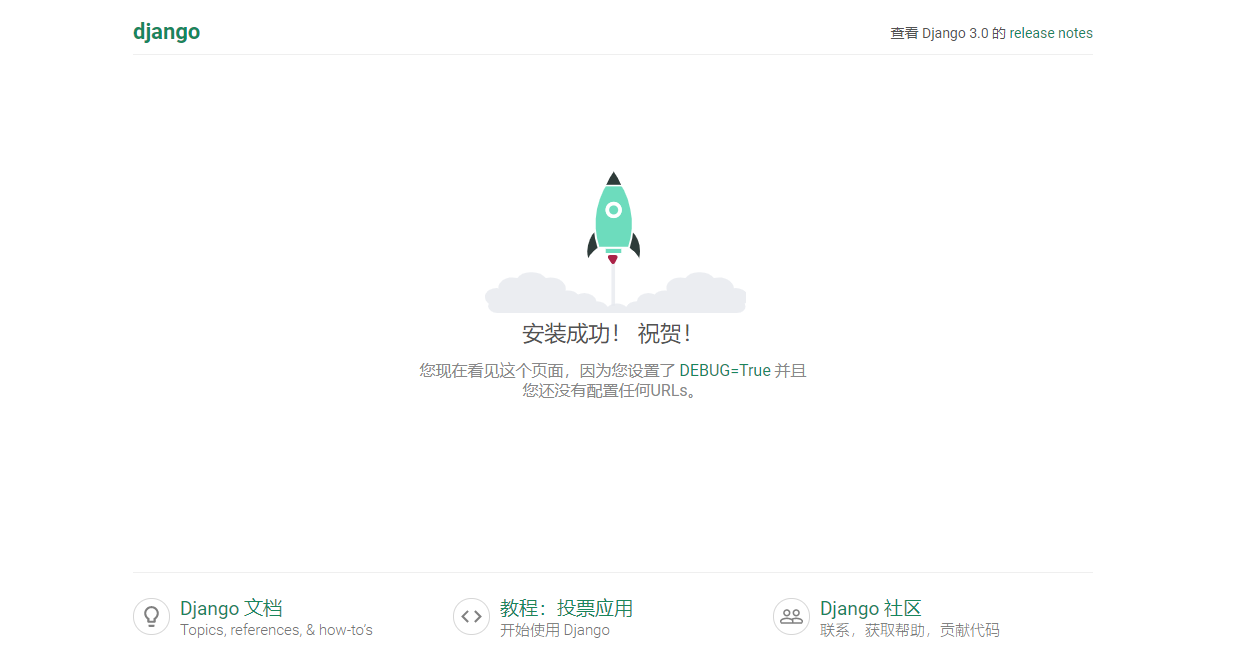 django
查看 Django 3.0 的 release notes
安装成功！ 祝贺！
您现在看见这个页面，因为您设置了 DEBUG=True 并且
您还没有配置任何URLs。
Django 文档
Topics, references, & how-to’s
教程：投票应用
开始使用 Django
Django 社区
联系，获取帮助，贡献代码